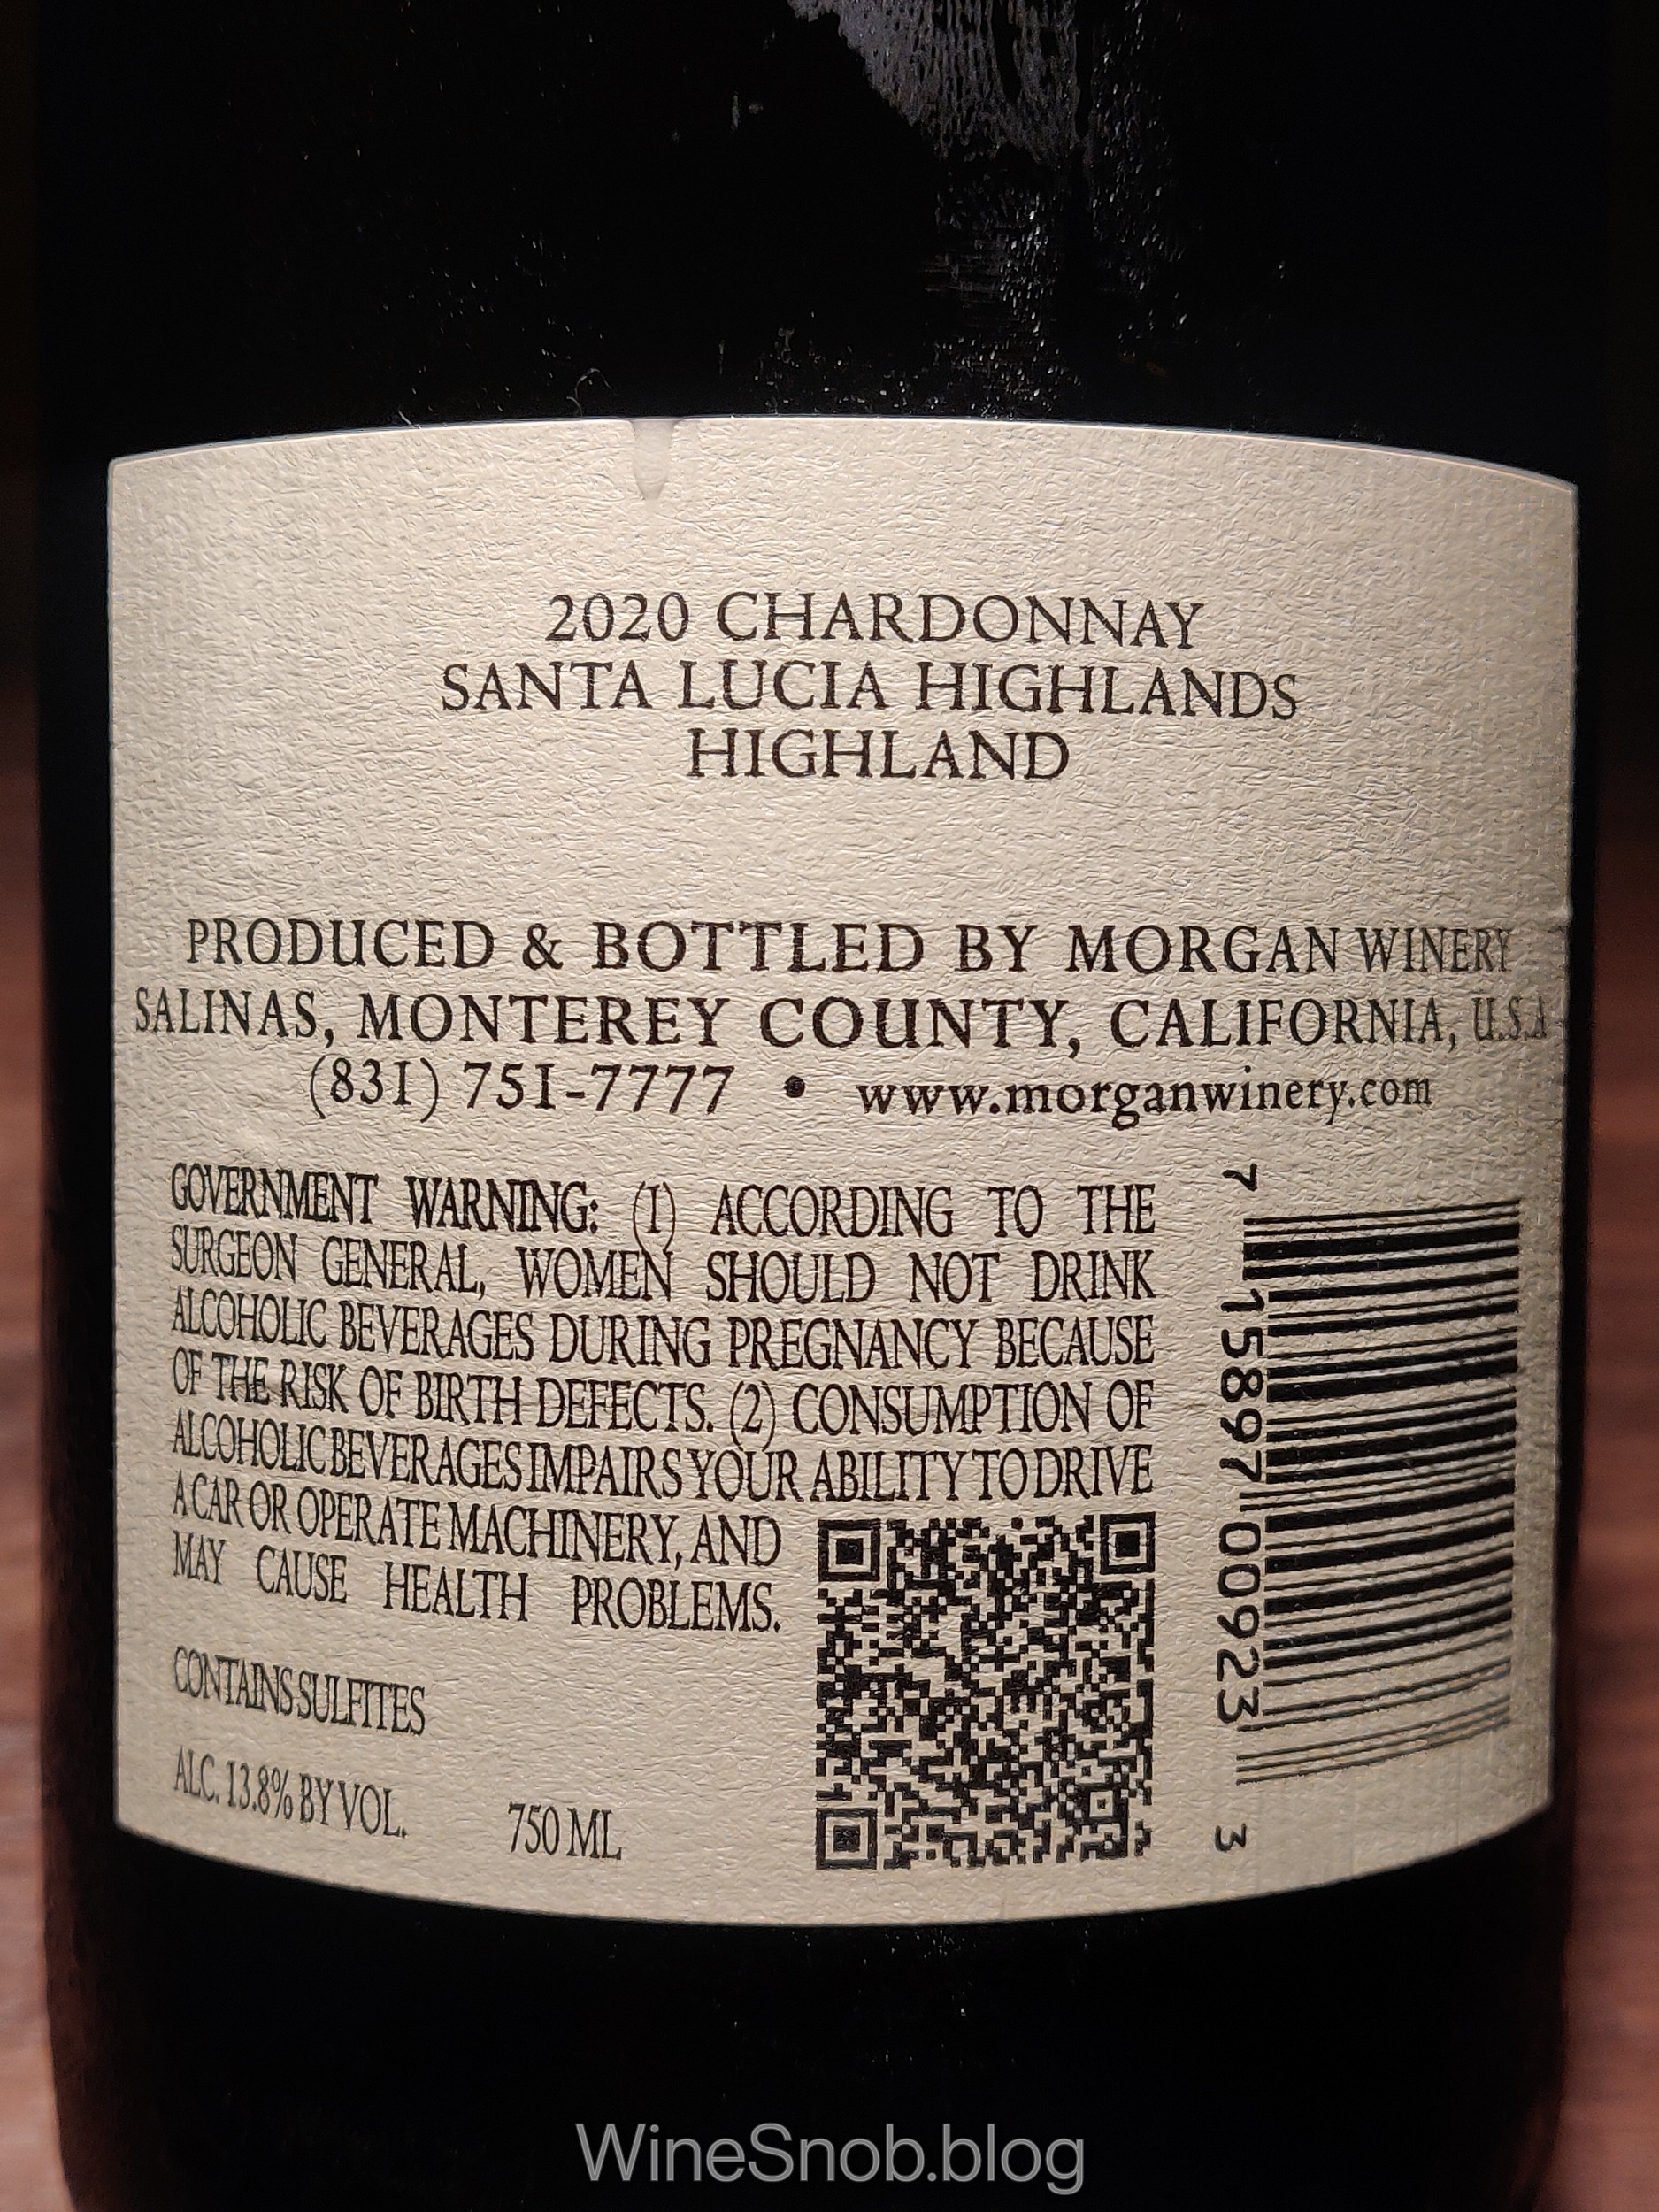 2020 CHARDONNAY
SANTA LUCIA HIGHLANDS
HIGHLAND
PRODUCED & BOTTLED BY MORGAN WINERY
SALINAS, MONTEREY COUNTY, CALIFORNIA, U.S.A
(831) 751-7777 • www.morganwinery.com
GOVERNMENT WARNING: (1) ACCORDING TO THE
SURGEON GENERAL, WOMEN SHOULD NOT DRINK
ALCOHOLIC BEVERAGES DURING PREGNANCY BECAUSE
OF THE RISK OF BIRTH DEFECTS. (2) CONSUMPTION OF
ALCOHOLIC BEVERAGES IMPAIRS YOUR ABILITY TO DRIVE
A CAR OR OPERATE MACHINERY, AND
MAY CAUSE HEALTH PROBLEMS.
CONTAINS SULFITES
ALC. 13.8% BY VOL. 750 ML
7 15897 00923 3
WineSnob.blog